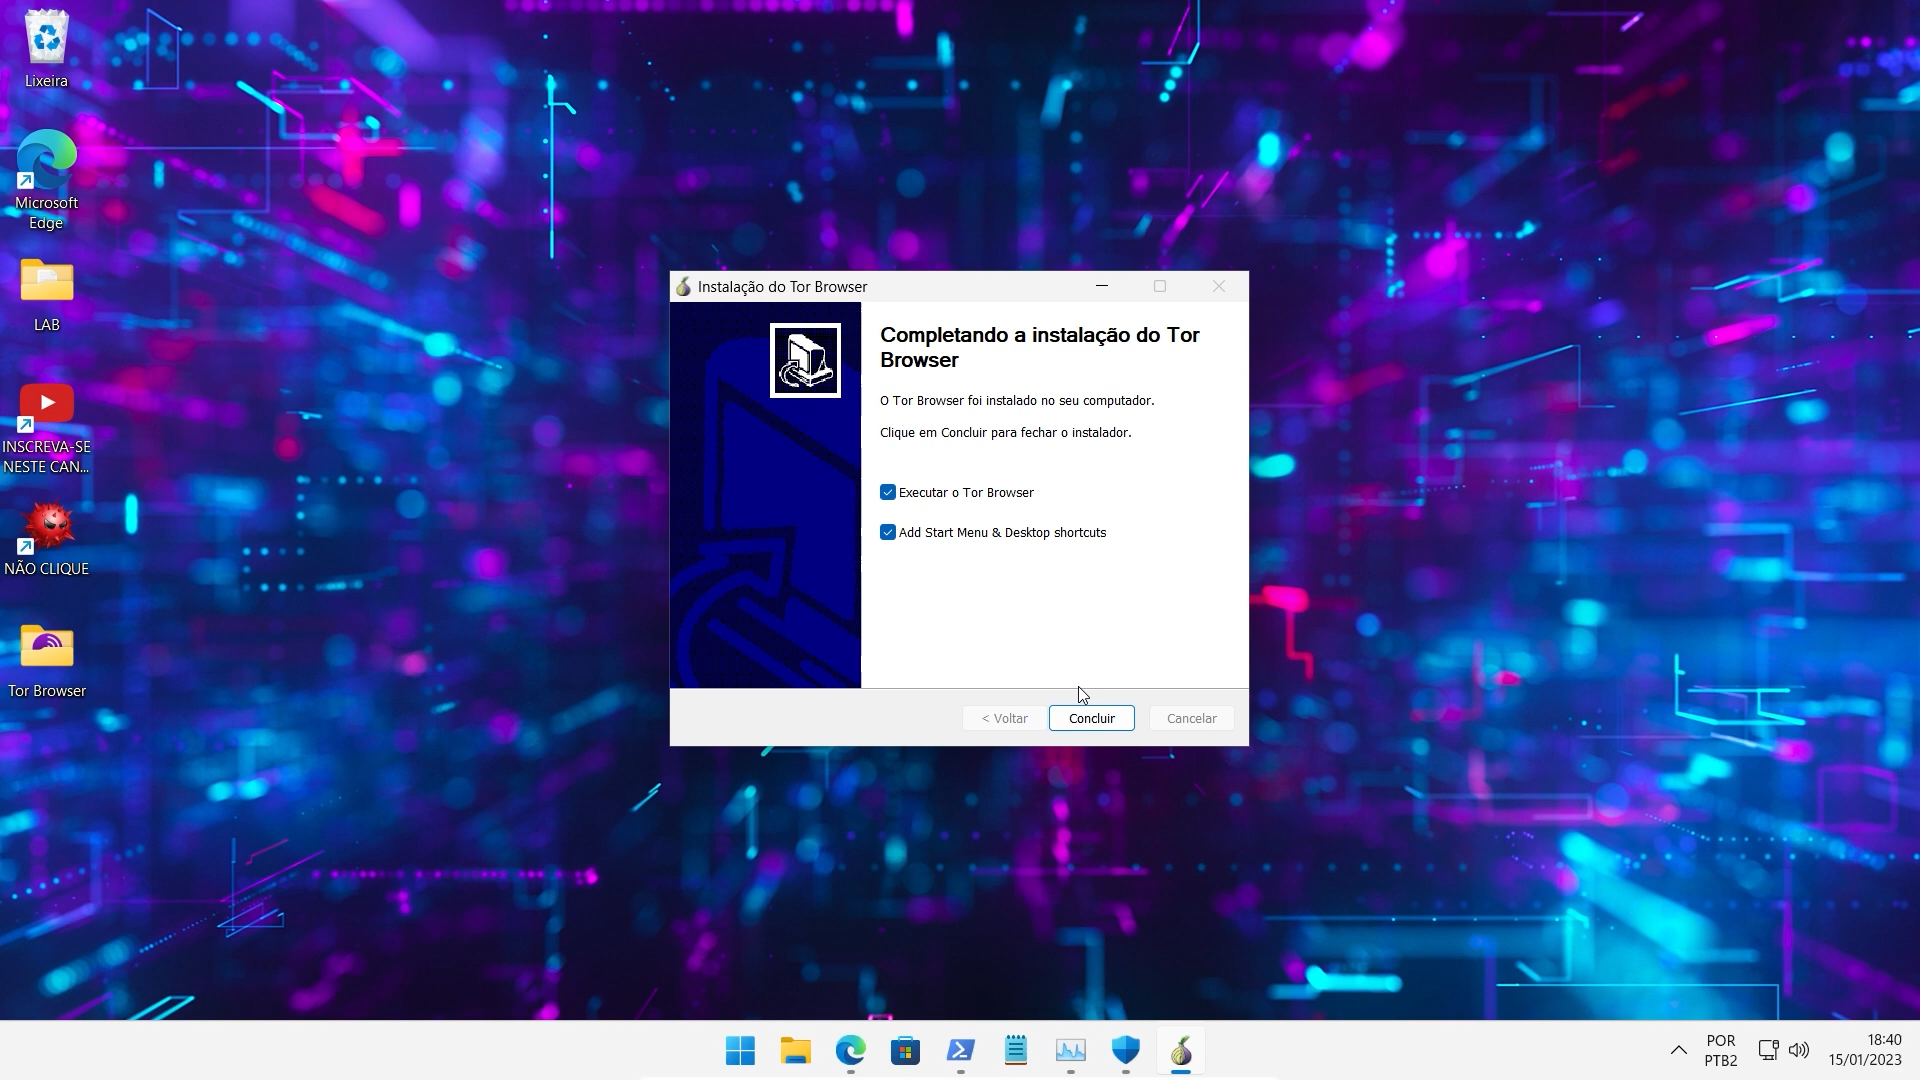 Lixeira
Microsoft
Edge
LAB
INSCREVA-SE
NESTE CAN...
NÃO CLIQUE
Tor Browser
Instalação do Tor Browser
Completando a instalação do Tor
Browser
O Tor Browser foi instalado no seu computador.
Clique em Concluir para fechar o instalador.
Executar o Tor Browser
Add Start Menu & Desktop shortcuts
< Voltar
Concluir
Cancelar
POR
PTB2
18:40
15/01/2023